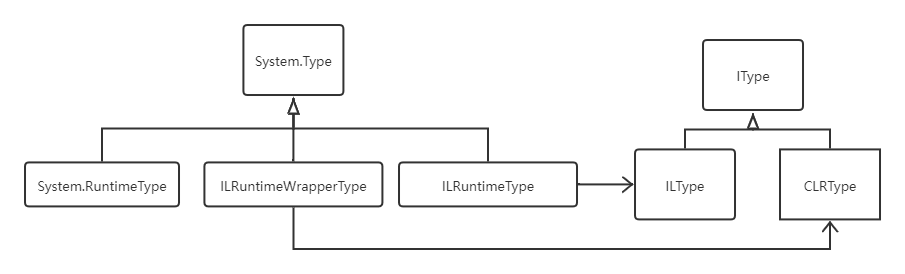 System.Type
IType
System.RuntimeType
ILRuntimeWrapperType
ILRuntimeType
ILType
CLRType